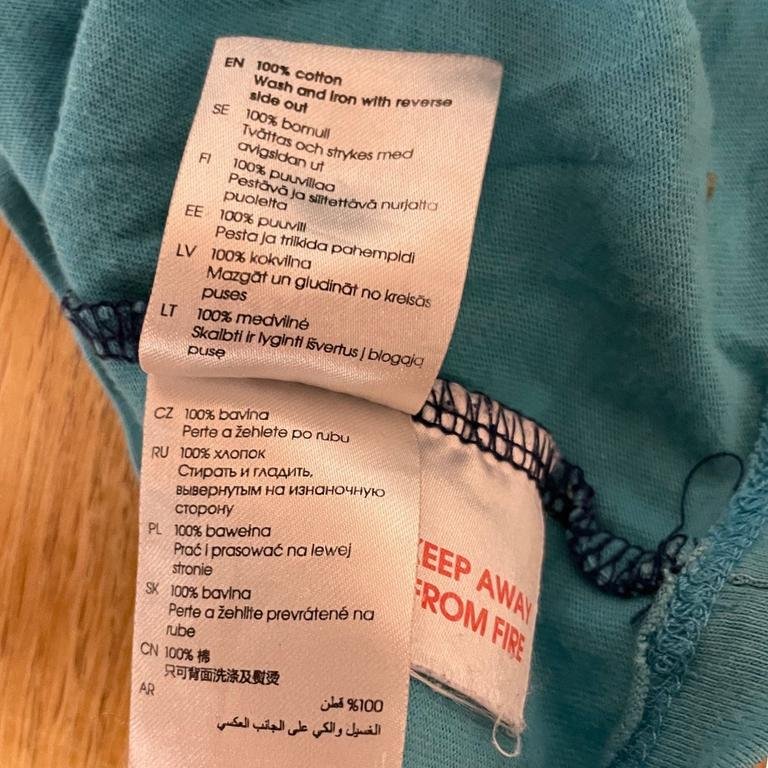 EN 100% cotton
Wash and Iron with reverse
side out
SE 100% bomull
Tvättas och strykes med
avigsidan ut
FI 100% puuvillaa
Pestävä ja silitettävä nurjalta
puolelta
EE 100% puuvill
Pesta ja triikida pahempidi
LV 100% kokvilna
Mazgāt un gludināt no kreisās
puses
LT 100% medvilnė
Skalbti ir lyginti išvertus į blogąją
pusę
CZ 100% bavlna
Perte a žehlete po rubu
RU 100% хлопок
Стирать и гладить,
вывернутым на изнаночную
сторону
PL 100% bawełna
Prać i prasować na lewej
stronie
SK 100% bavlna
Perte a žehlite prevrátené na
rube
CN 100% 棉
只可背面洗涤及熨烫
AR
%100 قطن
الغسيل والكي على الجانب العكسي
KEEP AWAY
FROM FIRE